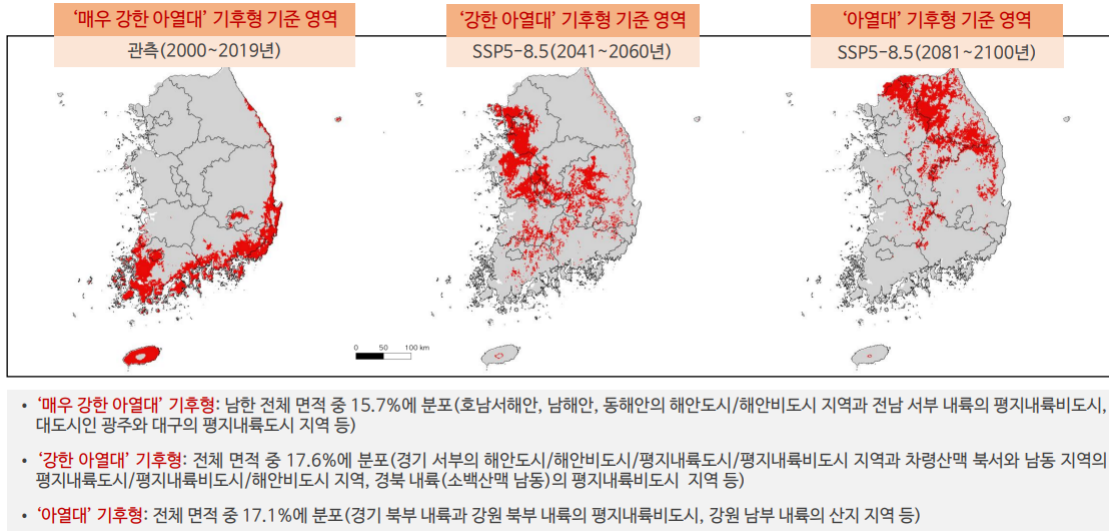 ‘매우 강한 아열대’ 기후형 기준 영역
관측(2000~2019년)
‘강한 아열대’ 기후형 기준 영역
SSP5-8.5(2041~2060년)
‘아열대’ 기후형 기준 영역
SSP5-8.5(2081~2100년)
0 50 100 km
• ‘매우 강한 아열대’ 기후형: 남한 전체 면적 중 15.7%에 분포(호남서해안, 남해안, 동해안의 해안도시/해안비도시 지역과 전남 서부 내륙의 평지내륙비도시,
대도시인 광주와 대구의 평지내륙도시 지역 등)
• ‘강한 아열대’ 기후형: 전체 면적 중 17.6%에 분포(경기 서부의 해안도시/해안비도시/평지내륙도시/평지내륙비도시 지역과 차령산맥 북서와 남동 지역의
평지내륙도시/평지내륙비도시/해안비도시 지역, 경북 내륙(소백산맥 남동)의 평지내륙비도시 지역 등)
• ‘아열대’ 기후형: 전체 면적 중 17.1%에 분포(경기 북부 내륙과 강원 북부 내륙의 평지내륙비도시, 강원 남부 내륙의 산지 지역 등)